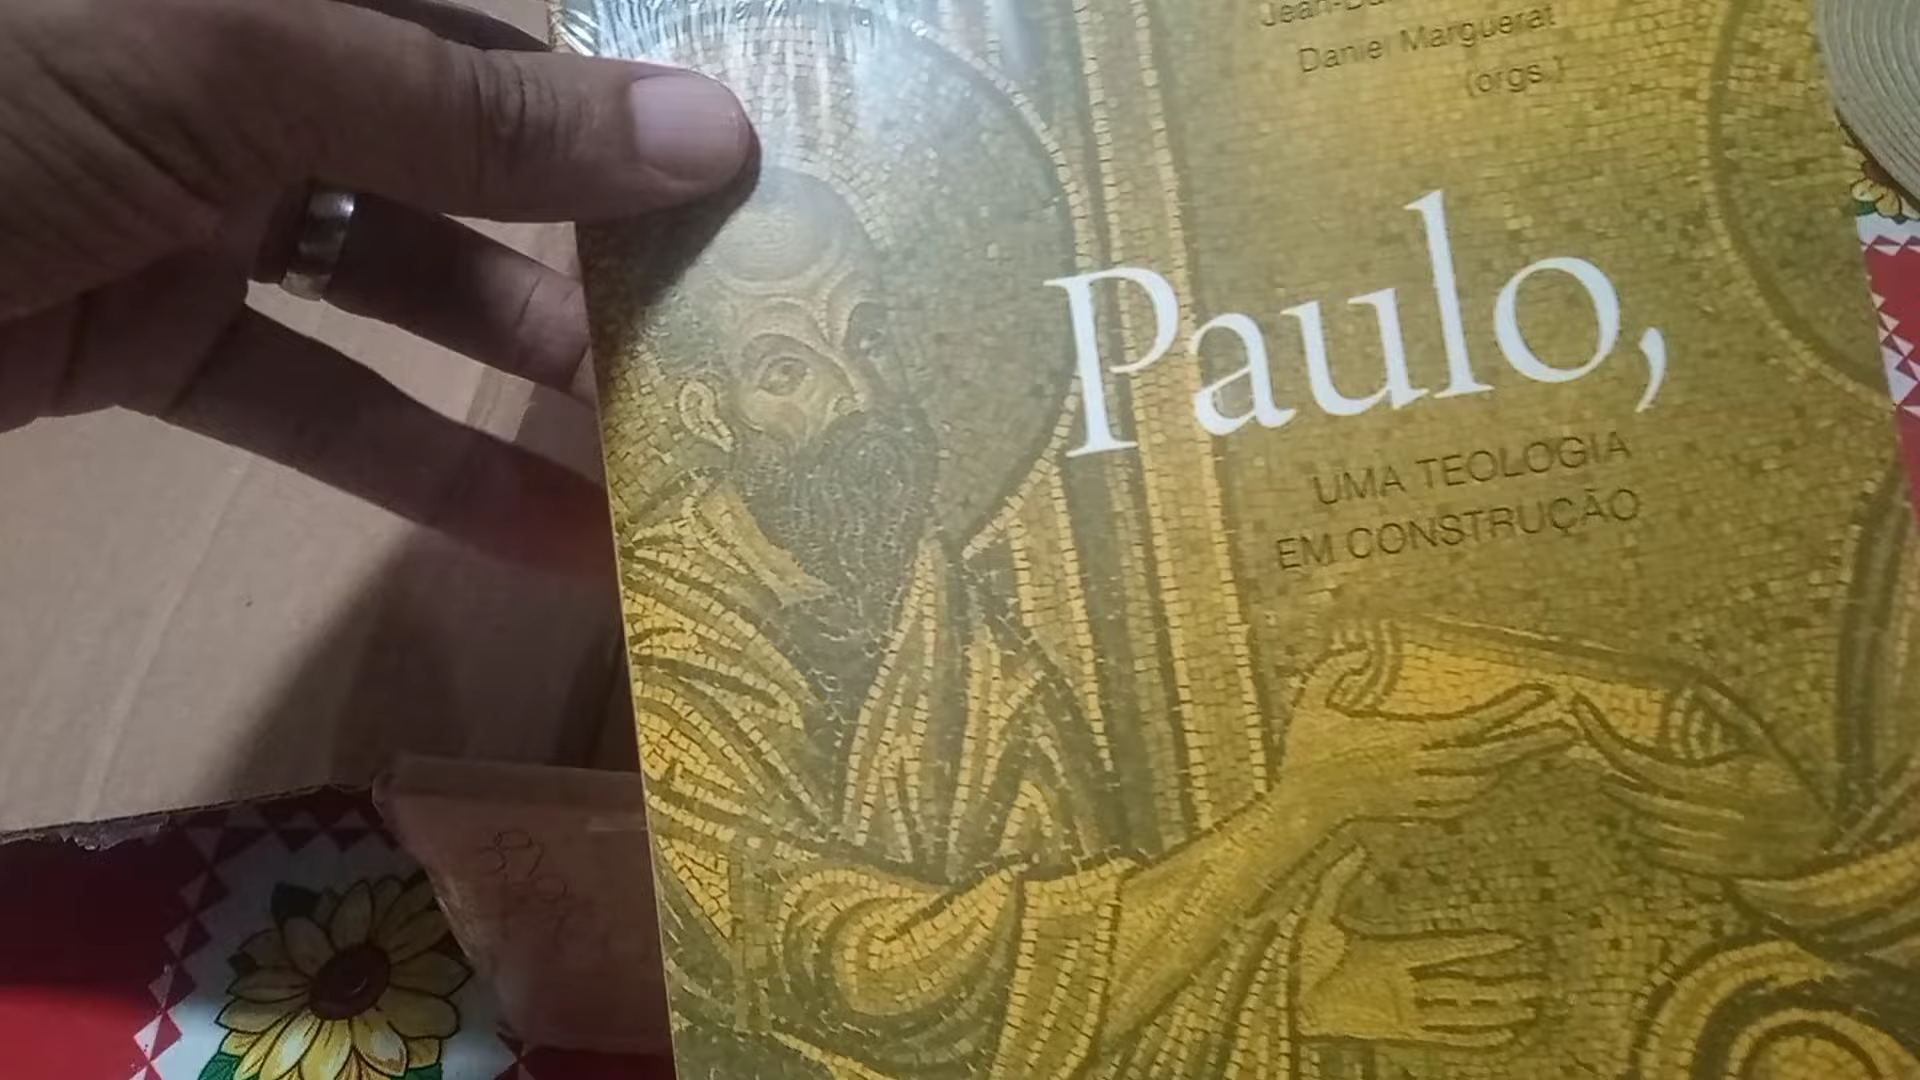 Daniel Marguerat
(orgs.)
Paulo,
UMA TEOLOGIA
EM CONSTRUÇÃO